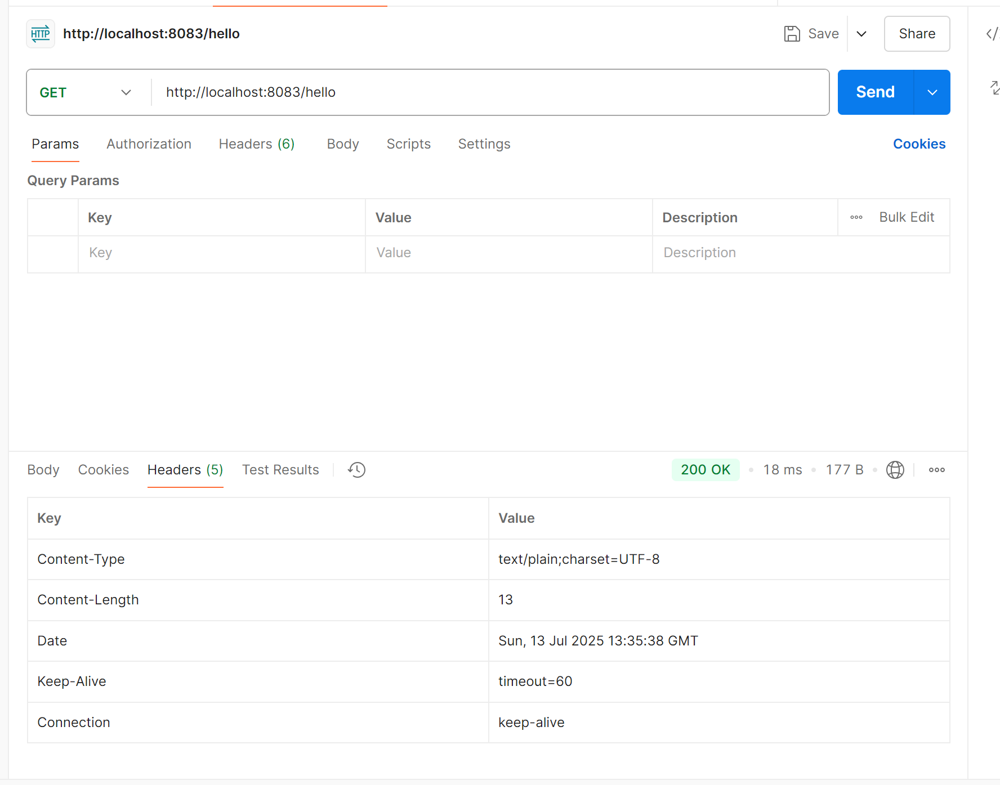 HTTP http://localhost:8083/hello Save Share </
GET http://localhost:8083/hello Send
Params Authorization Headers (6) Body Scripts Settings Cookies
Query Params
Key Value Description Bulk Edit
Key Value Description
Body Cookies Headers (5) Test Results 200 OK 18 ms 177 B
Key Value
Content-Type text/plain;charset=UTF-8
Content-Length 13
Date Sun, 13 Jul 2025 13:35:38 GMT
Keep-Alive timeout=60
Connection keep-alive